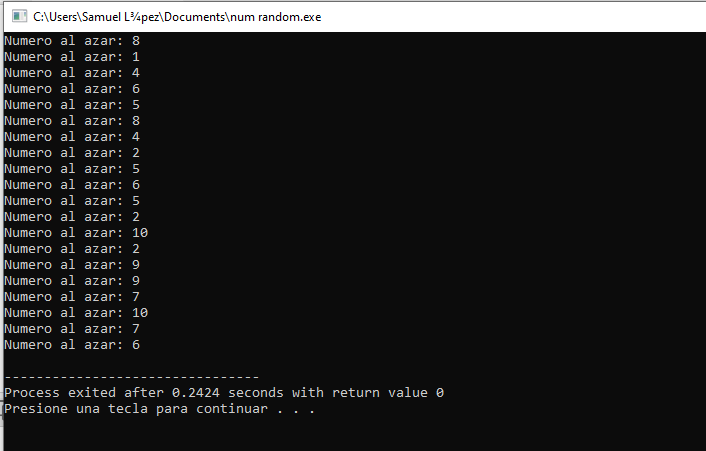 C:\Users\Samuel L¾pez\Documents\num random.exe
Numero al azar: 8
Numero al azar: 1
Numero al azar: 4
Numero al azar: 6
Numero al azar: 5
Numero al azar: 8
Numero al azar: 4
Numero al azar: 2
Numero al azar: 5
Numero al azar: 6
Numero al azar: 5
Numero al azar: 2
Numero al azar: 10
Numero al azar: 2
Numero al azar: 9
Numero al azar: 9
Numero al azar: 7
Numero al azar: 10
Numero al azar: 7
Numero al azar: 6
--------------------------------
Process exited after 0.2424 seconds with return value 0
Presione una tecla para continuar . . .